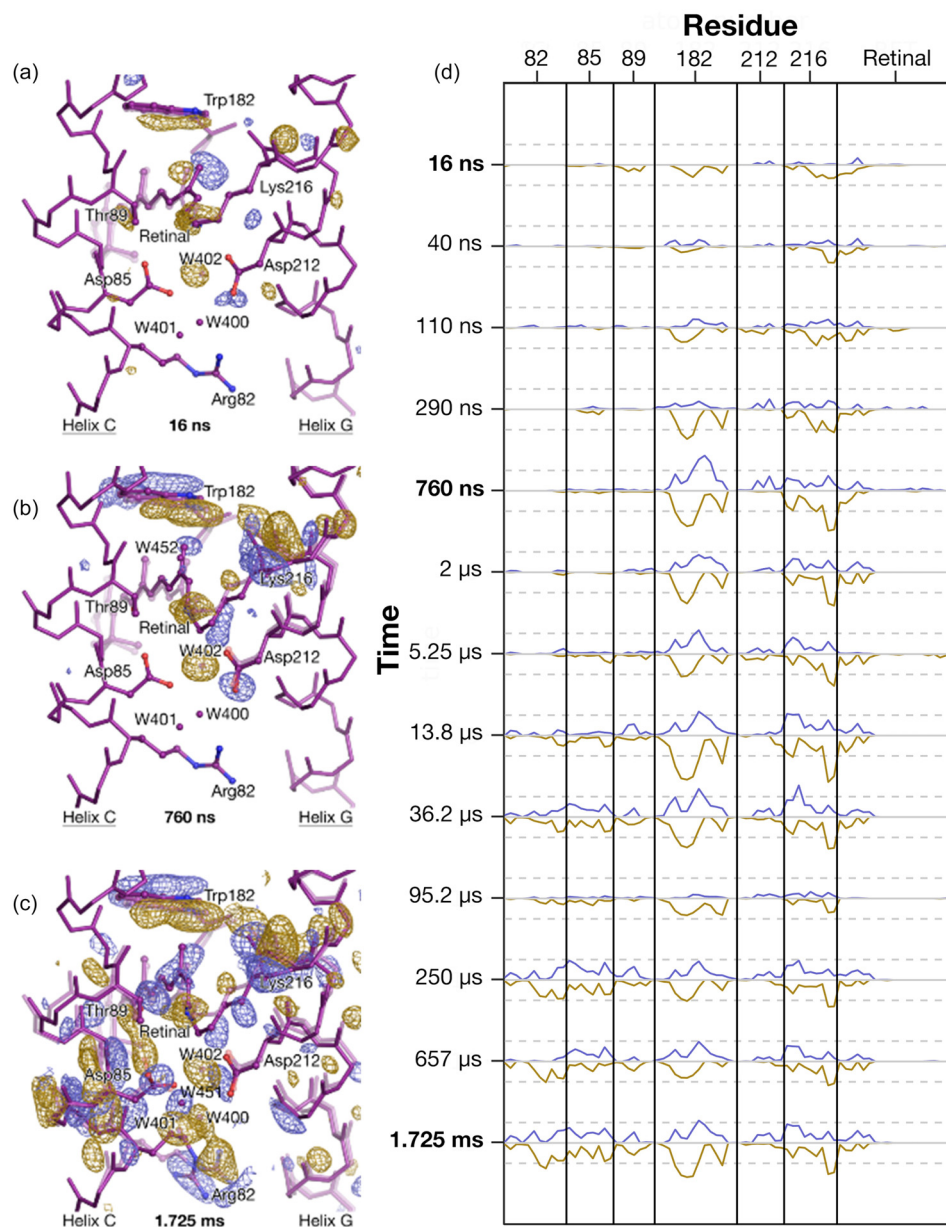 (a)
Trp182
Lys216
Thr89
Retinal
W402
Asp212
Asp85
W400
W401
Arg82
Helix C 16 ns Helix G
(b)
Trp182
W452
Lys216
Thr89
Retinal
W402
Asp212
Asp85
W400
W401
Arg82
Helix C 760 ns Helix G
(c)
Trp182
Lys216
Thr89
Retinal
W402
Asp212
Asp85
W451
W401
W400
Arg82
Helix C 1.725 ms Helix G
(d)
Residue
82 85 89 182 212 216 Retinal
Time
16 ns
40 ns
110 ns
290 ns
760 ns
2 µs
5.25 µs
13.8 µs
36.2 µs
95.2 µs
250 µs
657 µs
1.725 ms